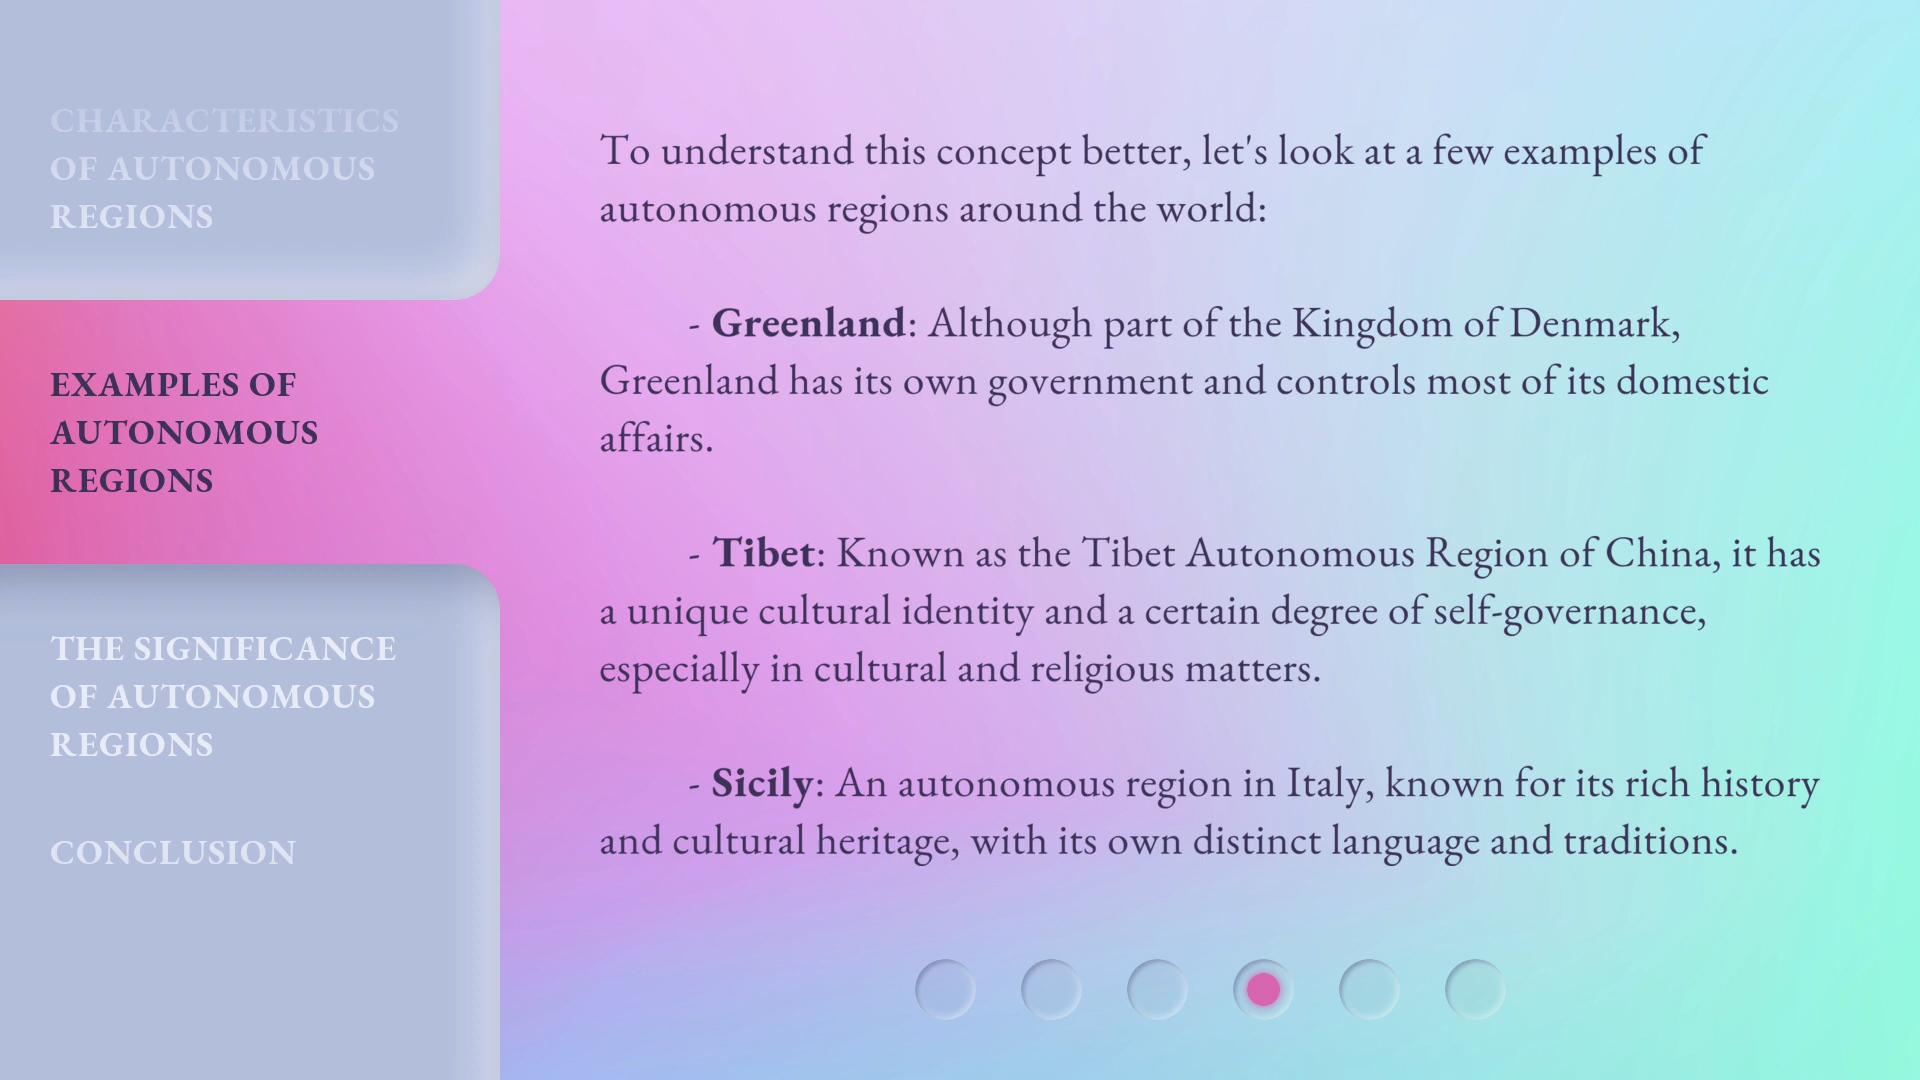 CHARACTERISTICS
OF AUTONOMOUS
REGIONS
EXAMPLES OF
AUTONOMOUS
REGIONS
THE SIGNIFICANCE
OF AUTONOMOUS
REGIONS
CONCLUSION
To understand this concept better, let's look at a few examples of
autonomous regions around the world:
- Greenland: Although part of the Kingdom of Denmark,
Greenland has its own government and controls most of its domestic
affairs.
- Tibet: Known as the Tibet Autonomous Region of China, it has
a unique cultural identity and a certain degree of self-governance,
especially in cultural and religious matters.
- Sicily: An autonomous region in Italy, known for its rich history
and cultural heritage, with its own distinct language and traditions.